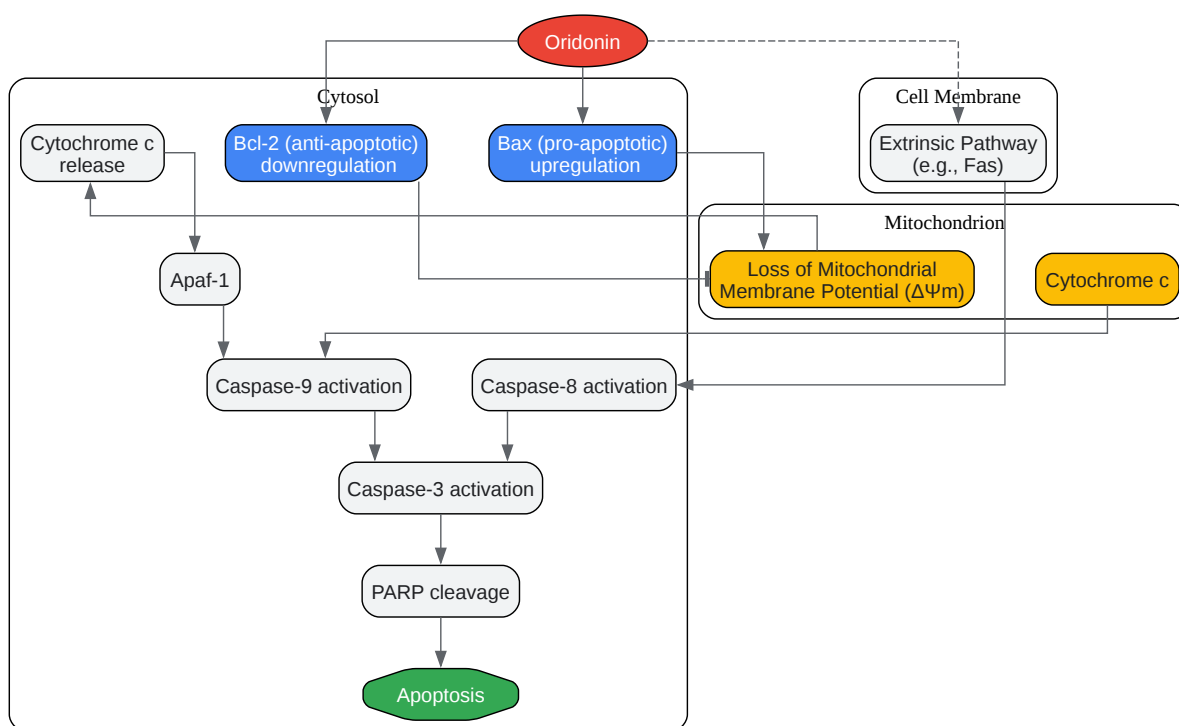 Oridonin
Cytosol
Cell Membrane
Cytochrome c
release
Bcl-2 (anti-apoptotic)
downregulation
Bax (pro-apoptotic)
upregulation
Extrinsic Pathway
(e.g., Fas)
Mitochondrion
Apaf-1
Loss of Mitochondrial
Membrane Potential (ΔΨm)
Cytochrome c
Caspase-9 activation
Caspase-8 activation
Caspase-3 activation
PARP cleavage
Apoptosis